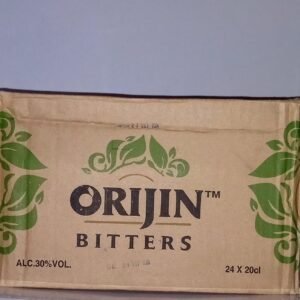 ORIJIN™
BITTERS
ALC.30%VOL.
24 X 20cl